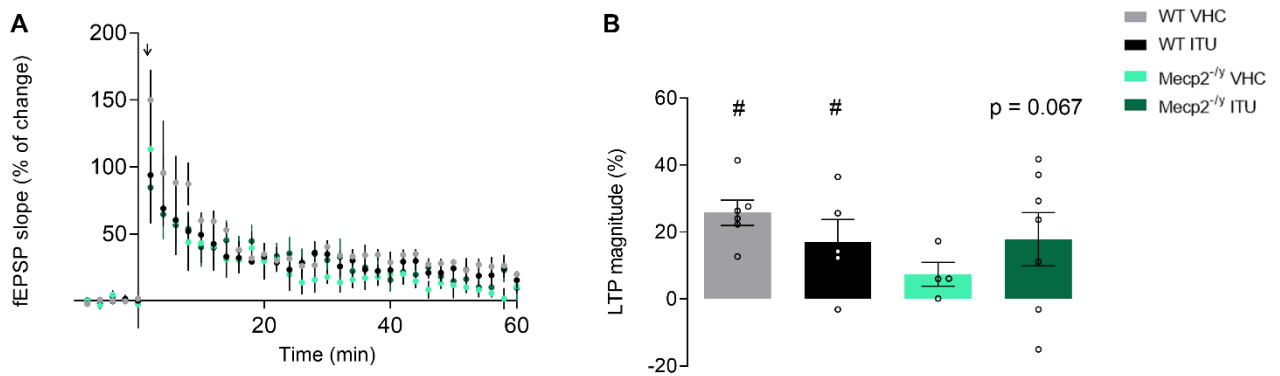 A
fEPSP slope (% of change)
200
150
100
50
20
40
60
Time (min)
B
LTP magnitude (%)
60
40
20
0
-20
#
#
p = 0.067
WT VHC
WT ITU
Mecp2-/y VHC
Mecp2-/y ITU